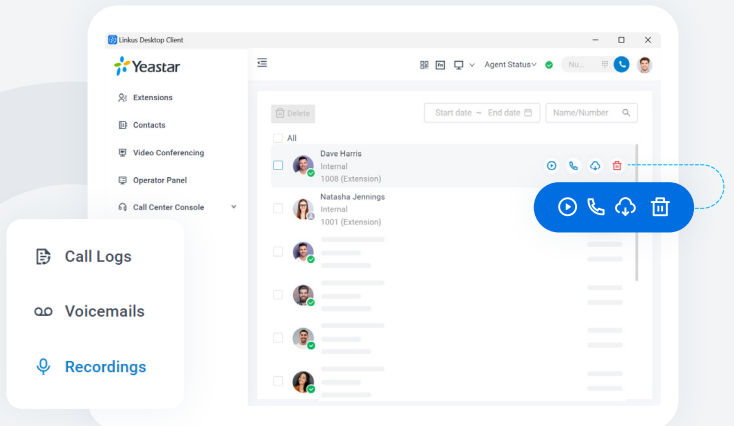 Linkus Desktop Client
Yeastar
Agent Status
Nu...
Extensions
Contacts
Video Conferencing
Operator Panel
Call Center Console
Call Logs
Voicemails
Recordings
Delete
Start date – End date
Name/Number
All
Dave Harris
Internal
1008 (Extension)
Natasha Jennings
Internal
1001 (Extension)